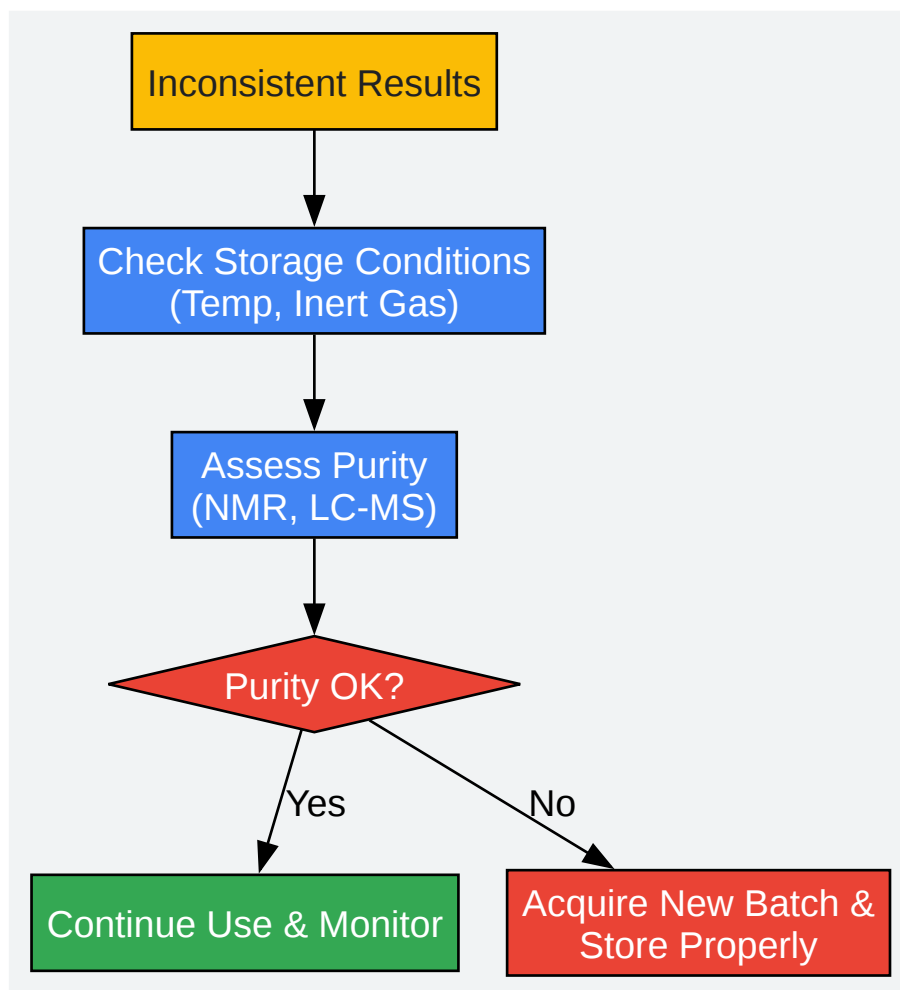 Inconsistent Results
Check Storage Conditions
(Temp, Inert Gas)
Assess Purity
(NMR, LC-MS)
Purity OK?
Yes
No
Continue Use & Monitor
Acquire New Batch &
Store Properly